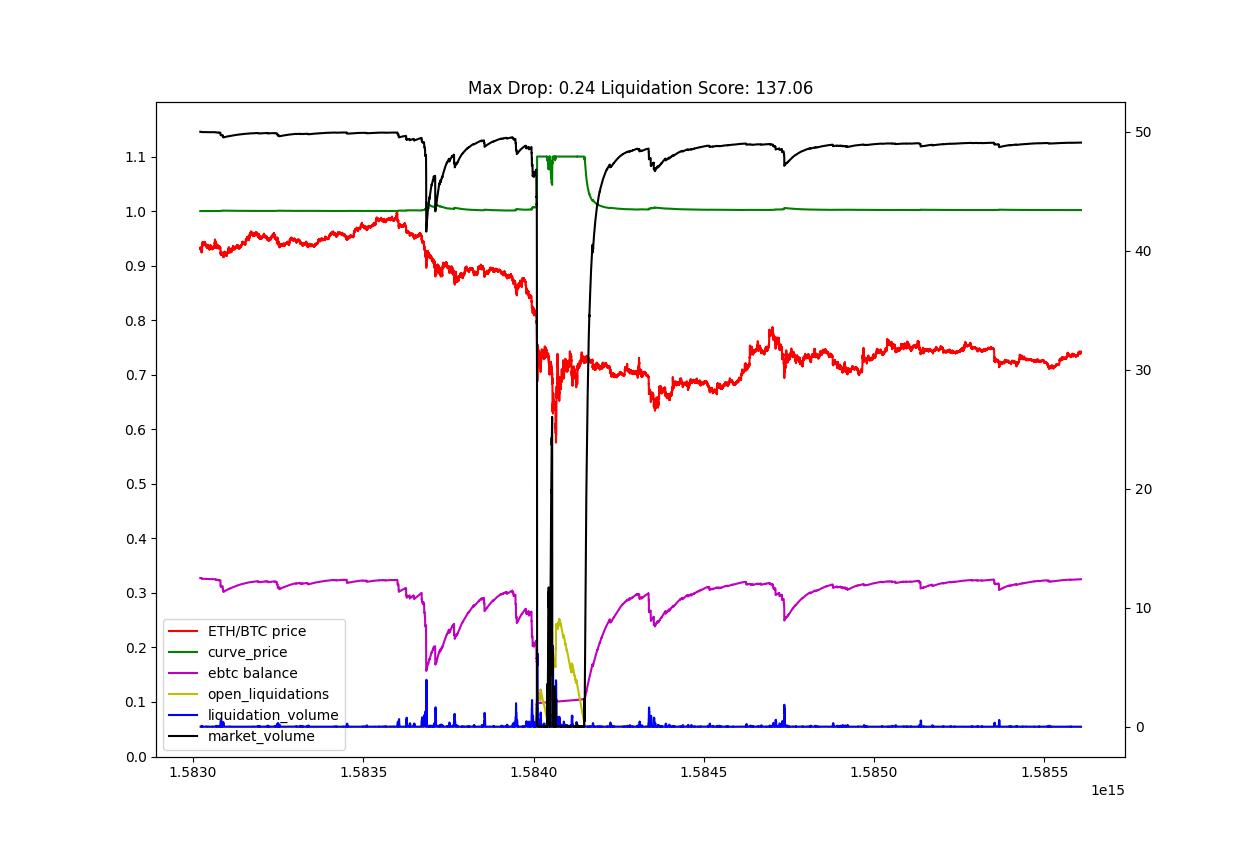 Max Drop: 0.24 Liquidation Score: 137.06
1.1
1.0
0.9
0.8
0.7
0.6
0.5
0.4
0.3
0.2
0.1
0.0
50
40
30
20
10
0
ETH/BTC price
curve_price
ebtc balance
open_liquidations
liquidation_volume
market_volume
1.5830 1.5835 1.5840 1.5845 1.5850 1.5855
1e15